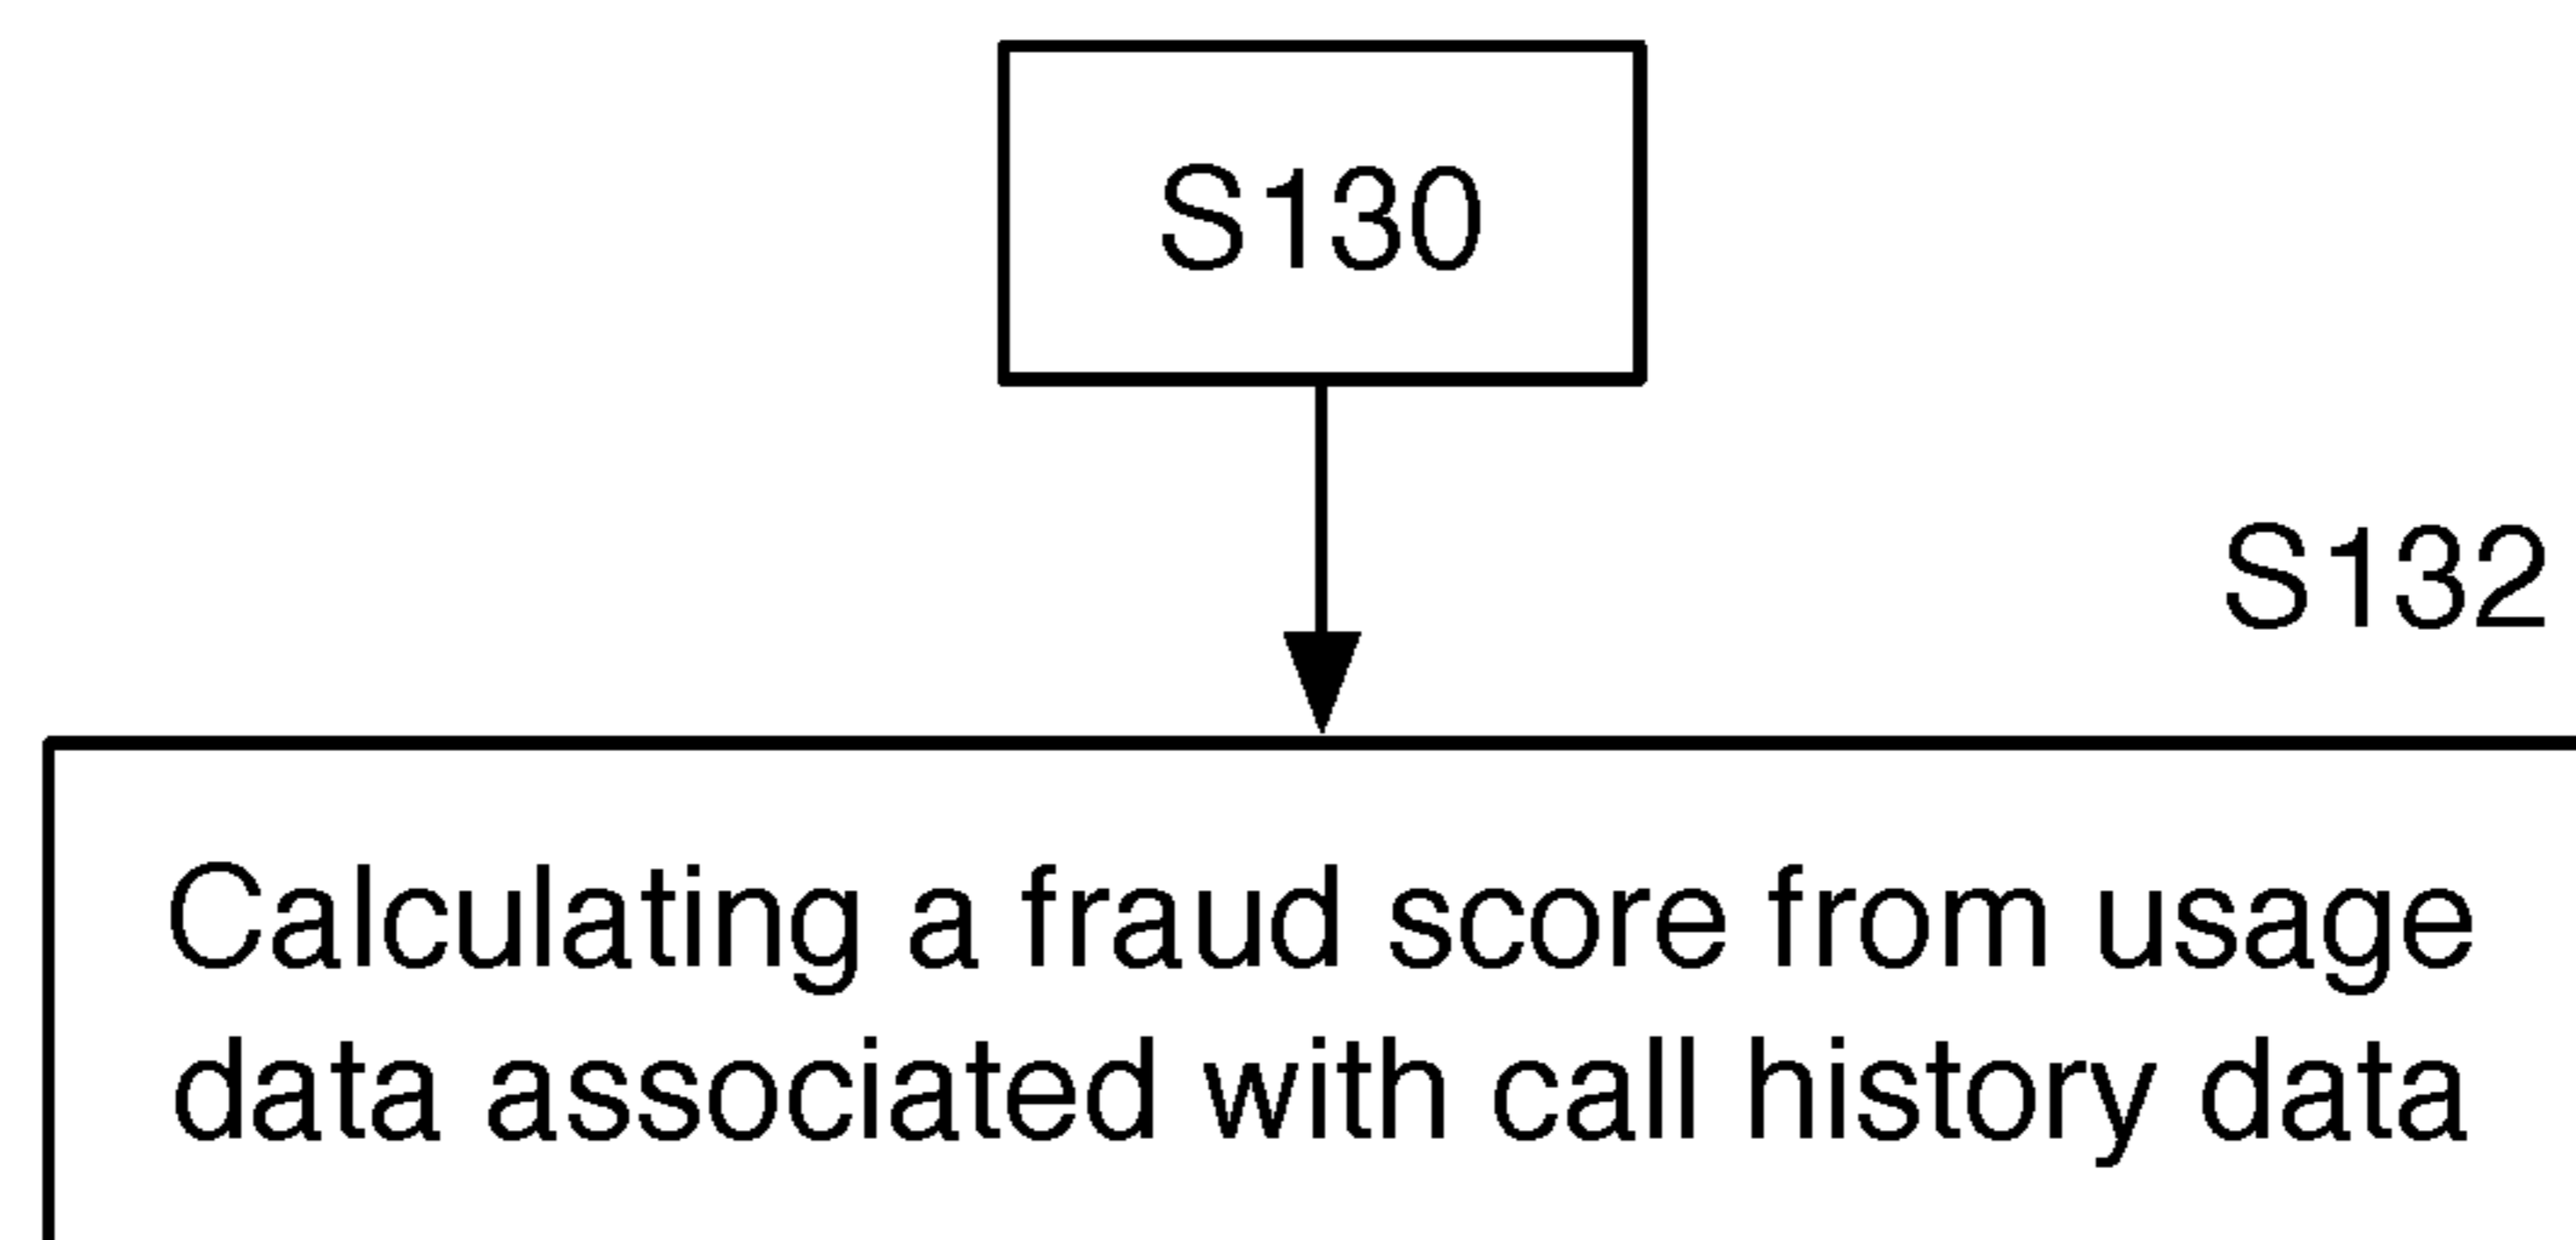 S130
S132
Calculating a fraud score from usage
data associated with call history data